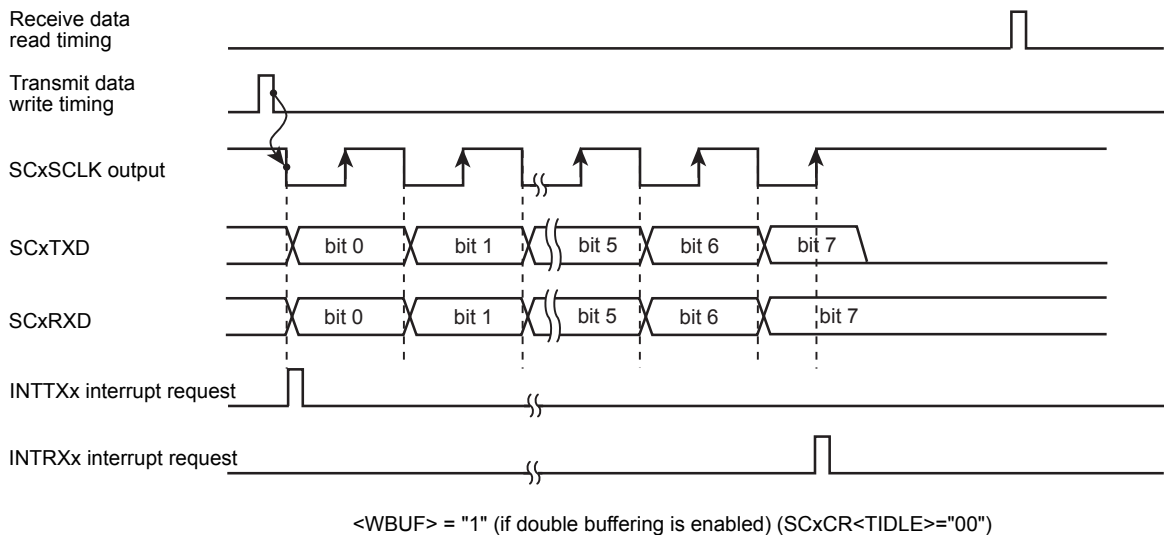 Receive data
read timing
Transmit data
write timing
SCxSCLK output
SCxTXD
bit 0
bit 1
bit 5
bit 6
bit 7
SCxRXD
bit 0
bit 1
bit 5
bit 6
bit 7
INTTXx interrupt request
INTRXx interrupt request
<WBUF> = "1" (if double buffering is enabled) (SCxCR<TIDLE>="00")